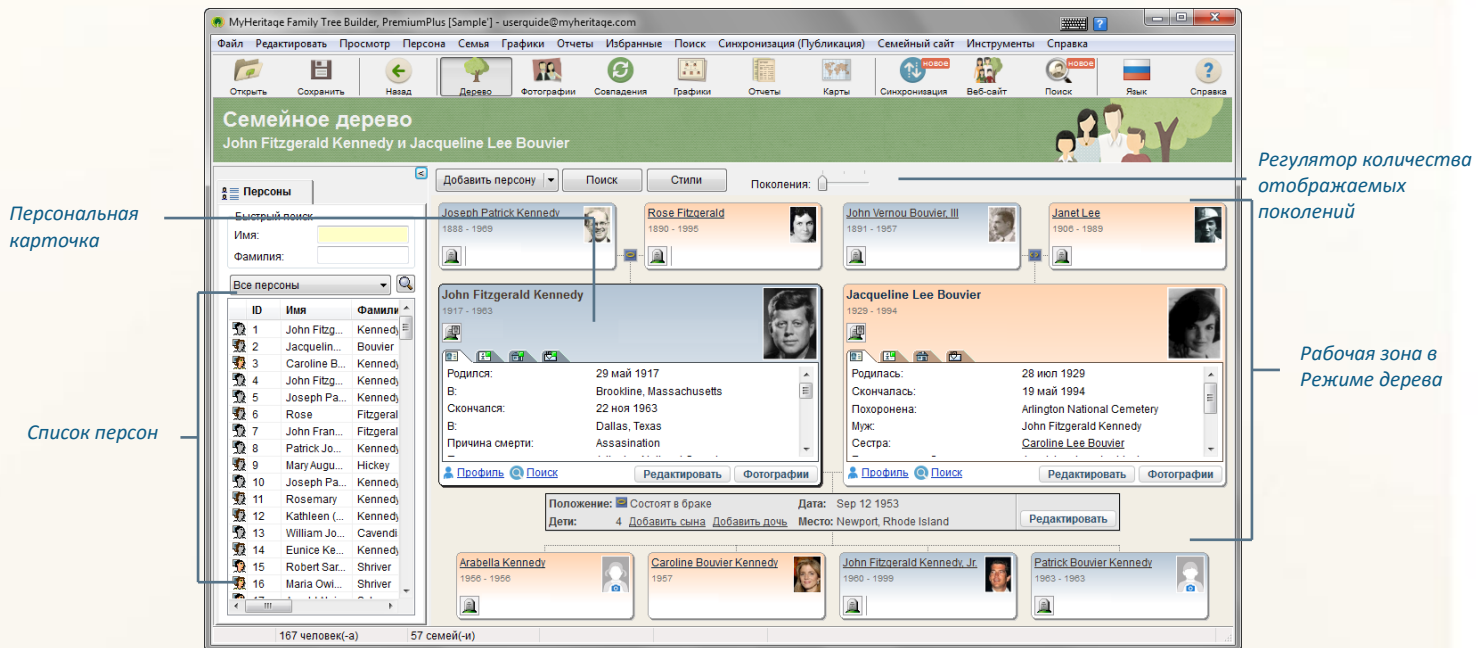 MyHeritage Family Tree Builder, PremiumPlus [Sample'] - userguide@myheritage.com
Файл Редактировать Просмотр Персона Семья Графики Отчеты Избранные Поиск Синхронизация (Публикация) Семейный сайт Инструменты Справка
НОВОЕ НОВОЕ
Открыть Сохранить Назад Дерево Фотографии Совпадения Графики Отчеты Карты Синхронизация Веб-сайт Поиск Язык Справка
Семейное дерево
John Fitzgerald Kennedy и Jacqueline Lee Bouvier
Персональная
карточка
Список персон
Персоны
Быстрый поиск
Имя:
Фамилия:
Все персоны
ID Имя Фамили
1 John Fitzg... Kennedy
2 Jacquelin... Bouvier
3 Caroline B... Kennedy
4 John Fitzg... Kennedy
5 Joseph Pa... Kennedy
6 Rose Fitzgeral
7 John Fran... Fitzgeral
8 Patrick Jo... Kennedy
9 Mary Augu... Hickey
10 Joseph Pa... Kennedy
11 Rosemary Kennedy
12 Kathleen (... Kennedy
13 William Jo... Cavendi
14 Eunice Ke... Kennedy
15 Robert Sar... Shriver
16 Maria Owi... Shriver
Добавить персону Поиск Стили Поколения:
Joseph Patrick Kennedy
1888 - 1969
Rose Fitzgerald
1890 - 1995
John Vernou Bouvier, III
1891 - 1957
Janet Lee
1906 - 1989
John Fitzgerald Kennedy
1917 - 1963
Родился: 29 май 1917
В: Brookline, Massachusetts
Скончался: 22 ноя 1963
В: Dallas, Texas
Причина смерти: Assasination
Профиль Поиск Редактировать Фотографии
Jacqueline Lee Bouvier
1929 - 1994
Родилась: 28 июл 1929
Скончалась: 19 май 1994
Похоронена: Arlington National Cemetery
Муж: John Fitzgerald Kennedy
Сестра: Caroline Lee Bouvier
Профиль Поиск Редактировать Фотографии
Положение: Состоят в браке Дата: Sep 12 1953
Дети: 4 Добавить сына Добавить дочь Место: Newport, Rhode Island Редактировать
Arabella Kennedy
1956 - 1956
Caroline Bouvier Kennedy
1957
John Fitzgerald Kennedy, Jr.
1960 - 1999
Patrick Bouvier Kennedy
1963 - 1963
167 человек(-а) 57 семей(-и)
Регулятор количества
отображаемых
поколений
Рабочая зона в
Режиме дерева